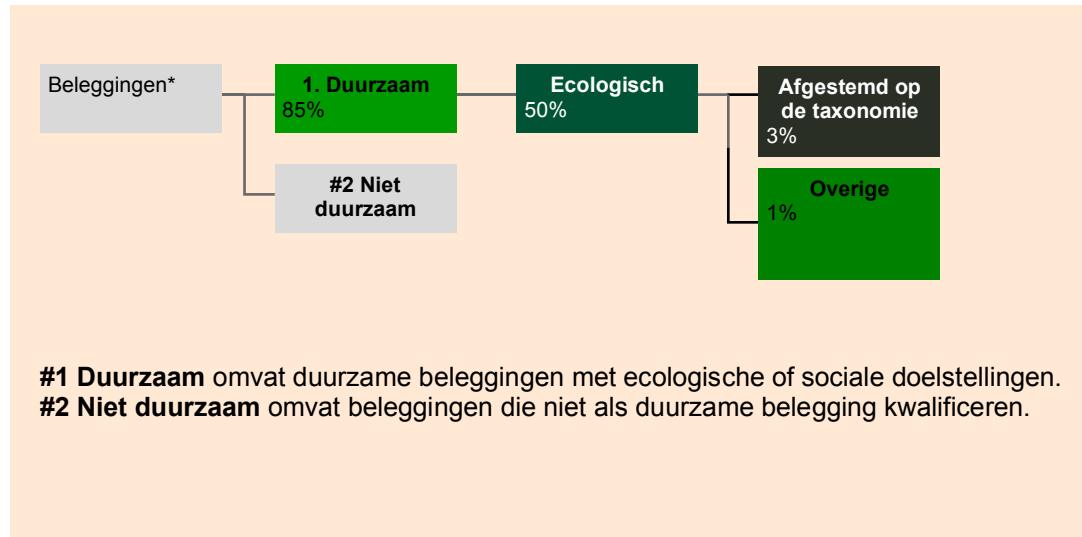 Beleggingen*
1. Duurzaam
85%
Ecologisch
50%
Afgestemd op
de taxonomie
3%
#2 Niet
duurzaam
Overige
1%
#1 Duurzaam omvat duurzame beleggingen met ecologische of sociale doelstellingen.
#2 Niet duurzaam omvat beleggingen die niet als duurzame belegging kwalificeren.